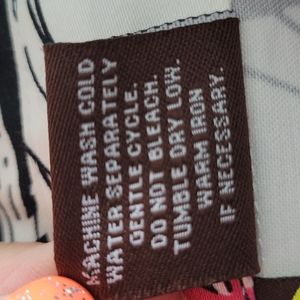 MACHINE WASH COLD
WATER SEPARATELY
GENTLE CYCLE.
DO NOT BLEACH.
TUMBLE DRY LOW.
WARM IRON
IF NECESSARY.